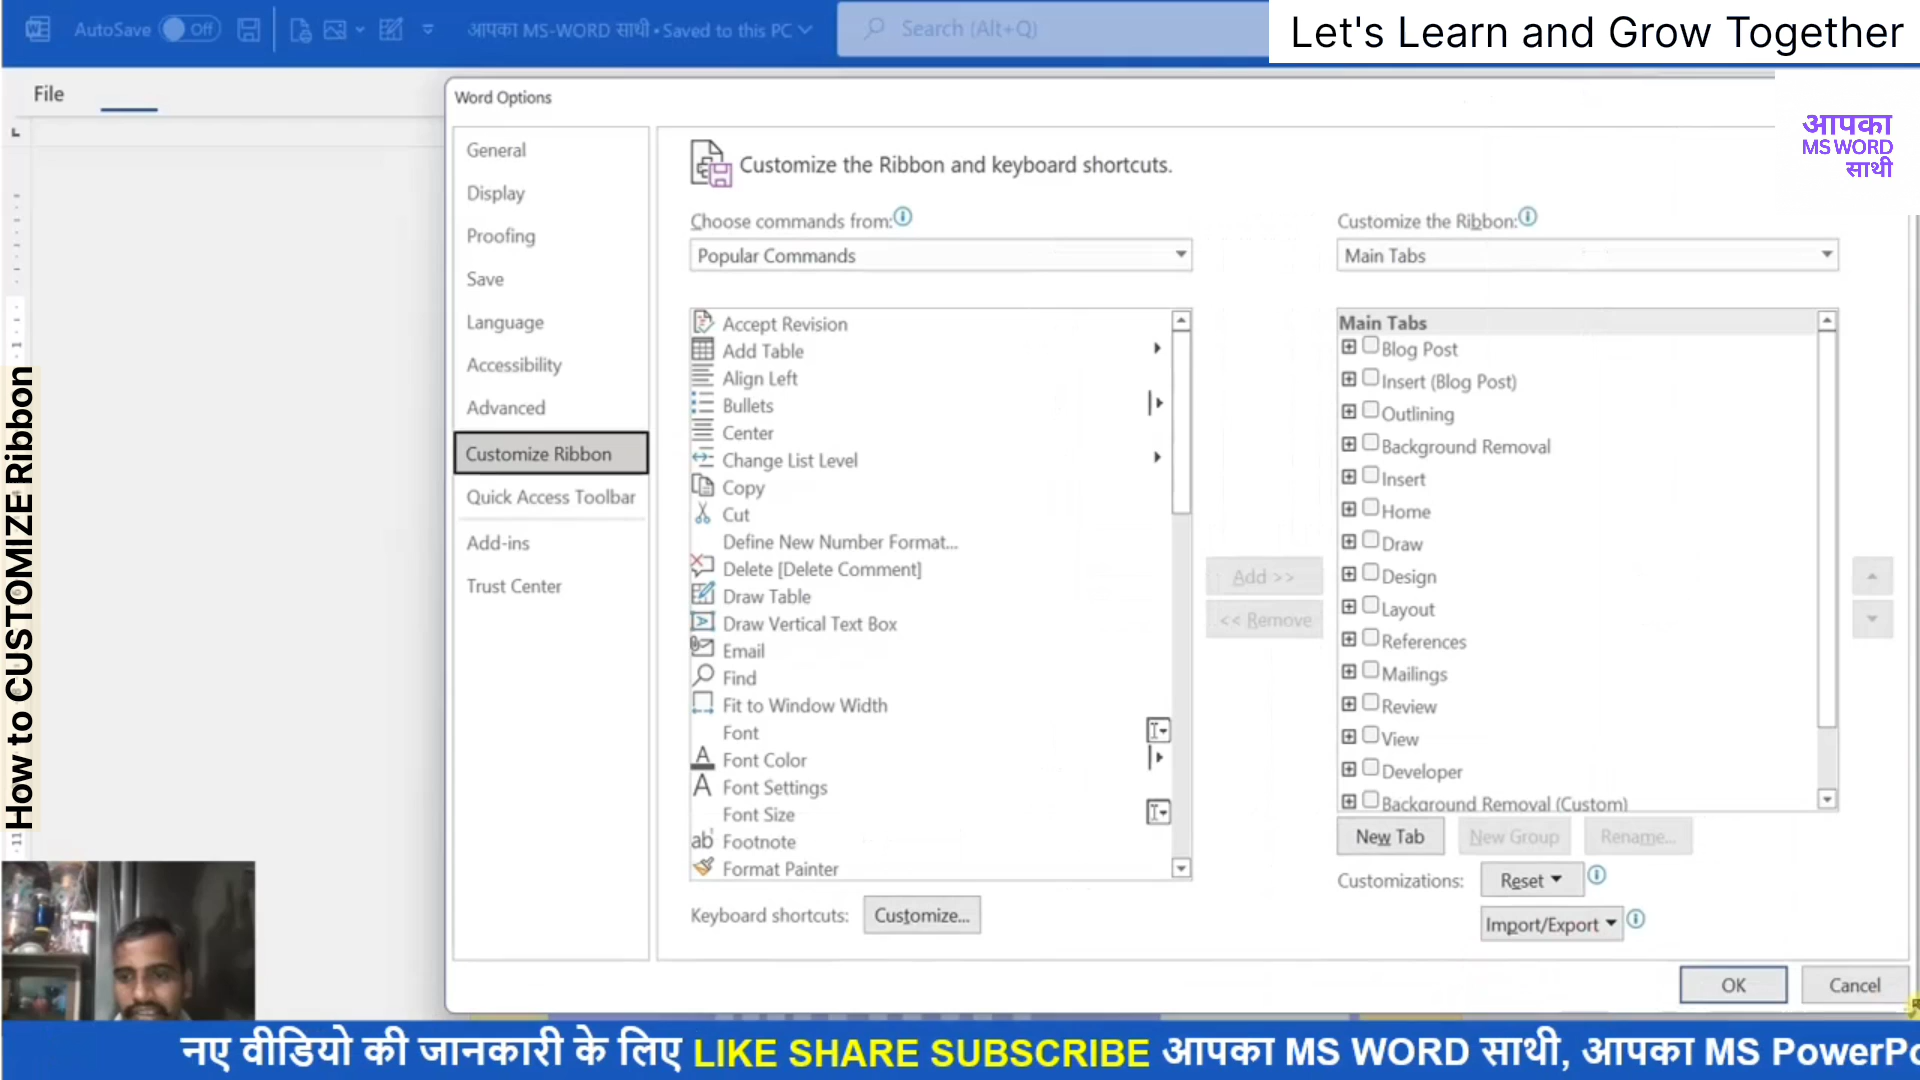 AutoSave Off
आपका MS-WORD साथी • Saved to this PC
Search (Alt+Q)
Let's Learn and Grow Together
File
Word Options
आपका
MS WORD
साथी
General
Display
Proofing
Save
Language
Accessibility
Advanced
Customize Ribbon
Quick Access Toolbar
Add-ins
Trust Center
Customize the Ribbon and keyboard shortcuts.
Choose commands from:
Popular Commands
Accept Revision
Add Table
Align Left
Bullets
Center
Change List Level
Copy
Cut
Define New Number Format...
Delete [Delete Comment]
Draw Table
Draw Vertical Text Box
Email
Find
Fit to Window Width
Font
Font Color
Font Settings
Font Size
Footnote
Format Painter
Keyboard shortcuts: Customize...
Add >>
<< Remove
Customize the Ribbon:
Main Tabs
Main Tabs
Blog Post
Insert (Blog Post)
Outlining
Background Removal
Insert
Home
Draw
Design
Layout
References
Mailings
Review
View
Developer
Background Removal (Custom)
New Tab New Group Rename...
Customizations: Reset
Import/Export
OK Cancel
How to CUSTOMIZE Ribbon
नए वीडियो की जानकारी के लिए LIKE SHARE SUBSCRIBE आपका MS WORD साथी, आपका MS PowerPo